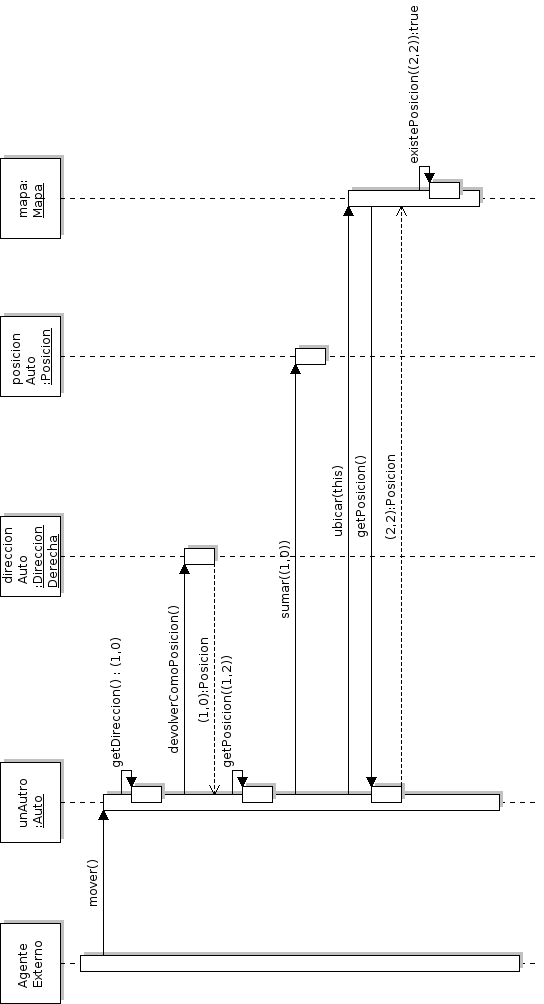 Agente
Externo
unAutro
:Auto
direccion
Auto
:Direccion
Derecha
posicion
Auto
:Posicion
mapa:
Mapa
mover()
getDireccion() : (1,0)
devolverComoPosicion()
(1,0):Posicion
getPosicion((1,2))
sumar((1,0))
ubicar(this)
getPosicion()
(2,2):Posicion
existePosicion((2,2)):true